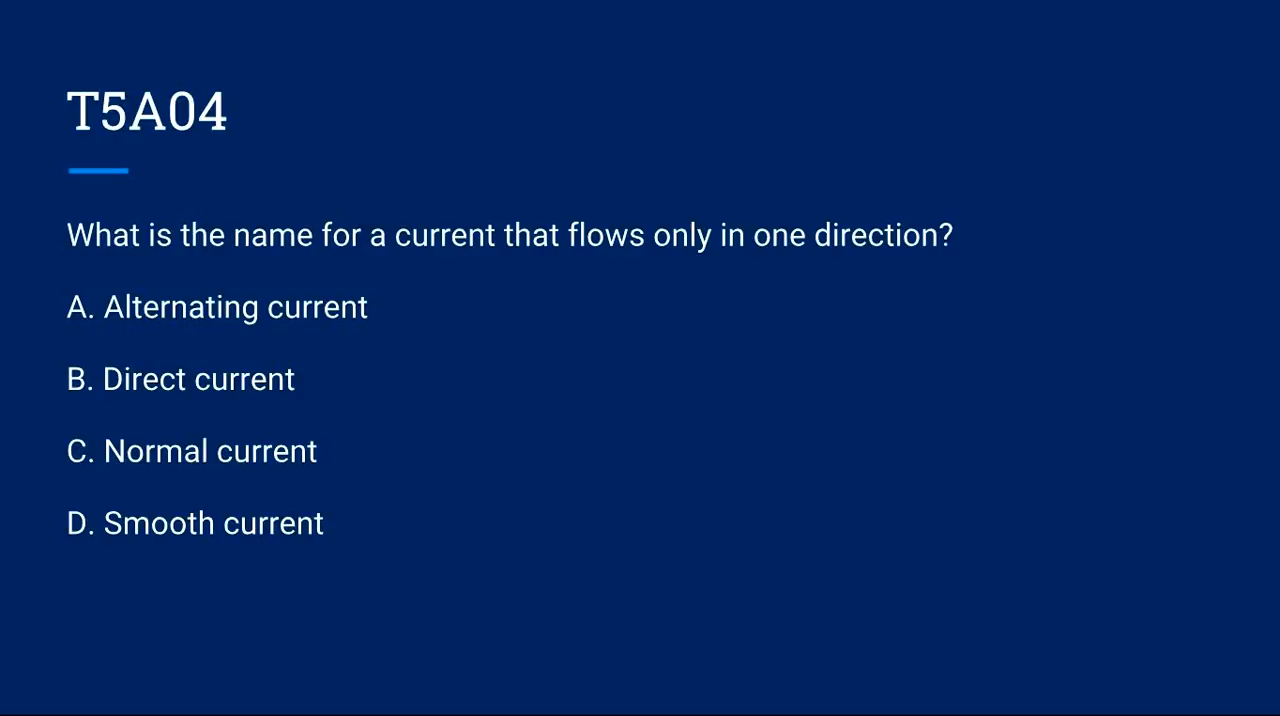 T5A04
What is the name for a current that flows only in one direction?
A. Alternating current
B. Direct current
C. Normal current
D. Smooth current